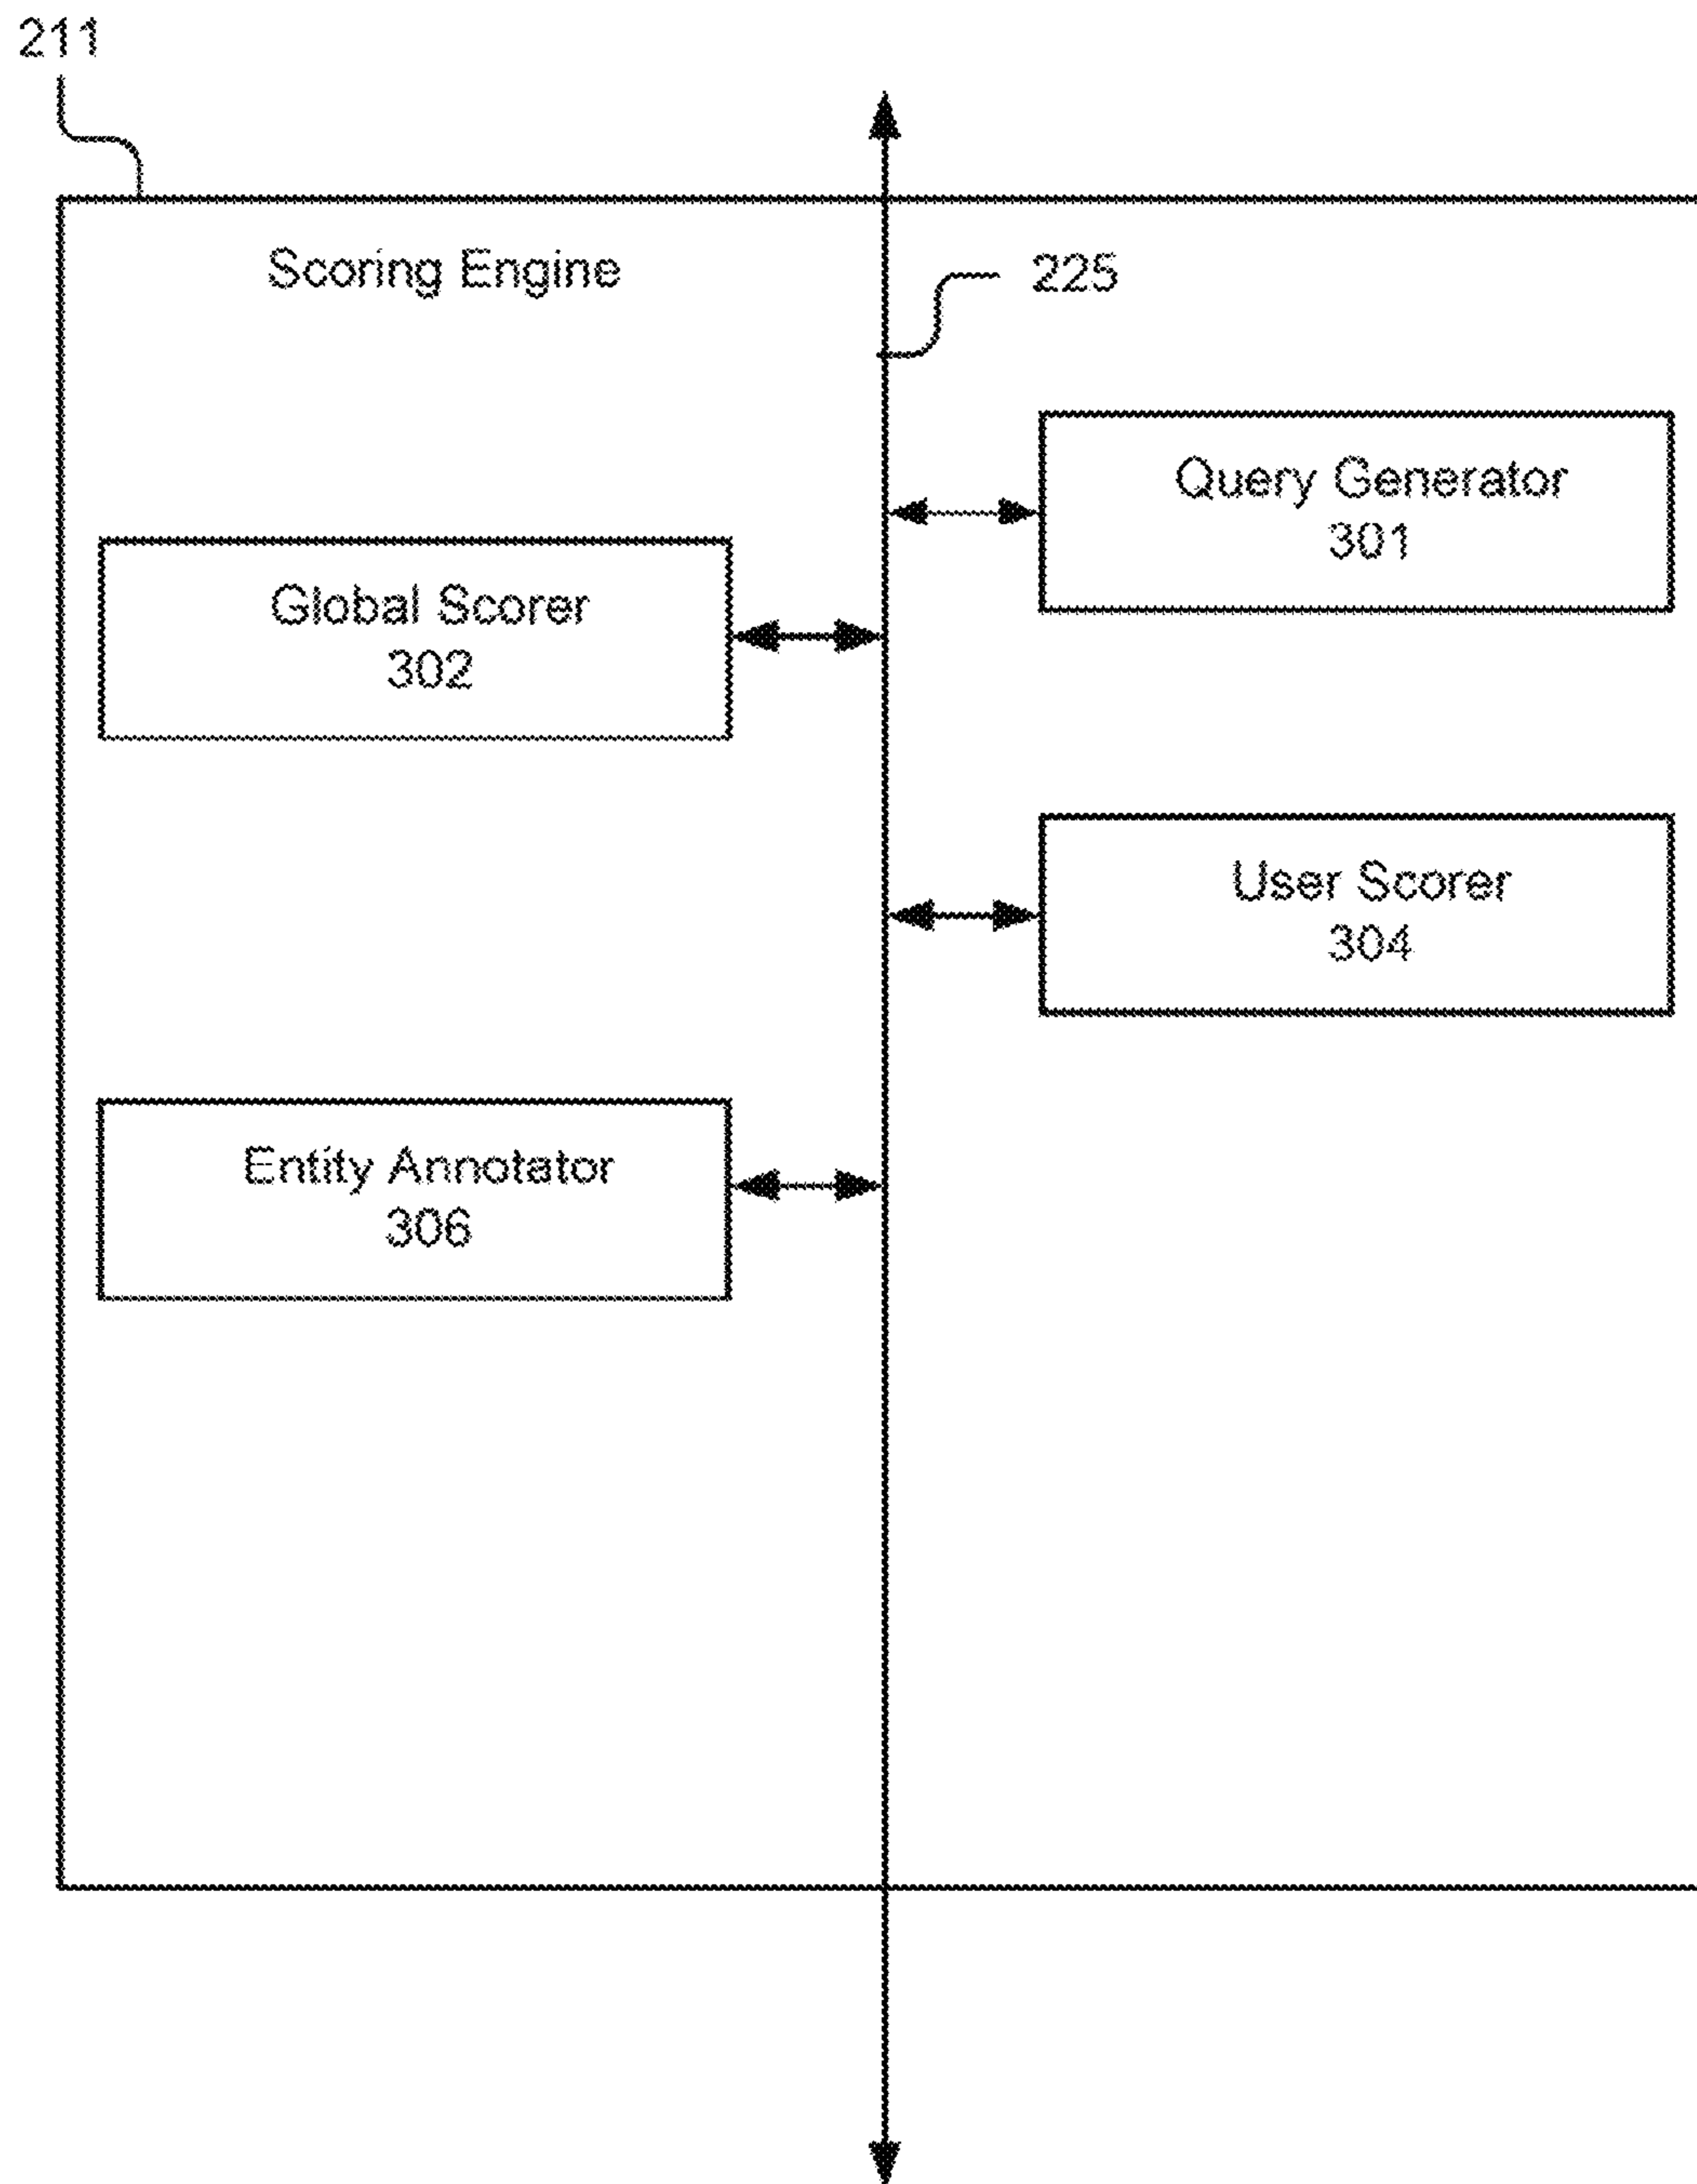 211
Scoring Engine
225
Query Generator
301
Global Scorer
302
User Scorer
304
Entity Annotator
306